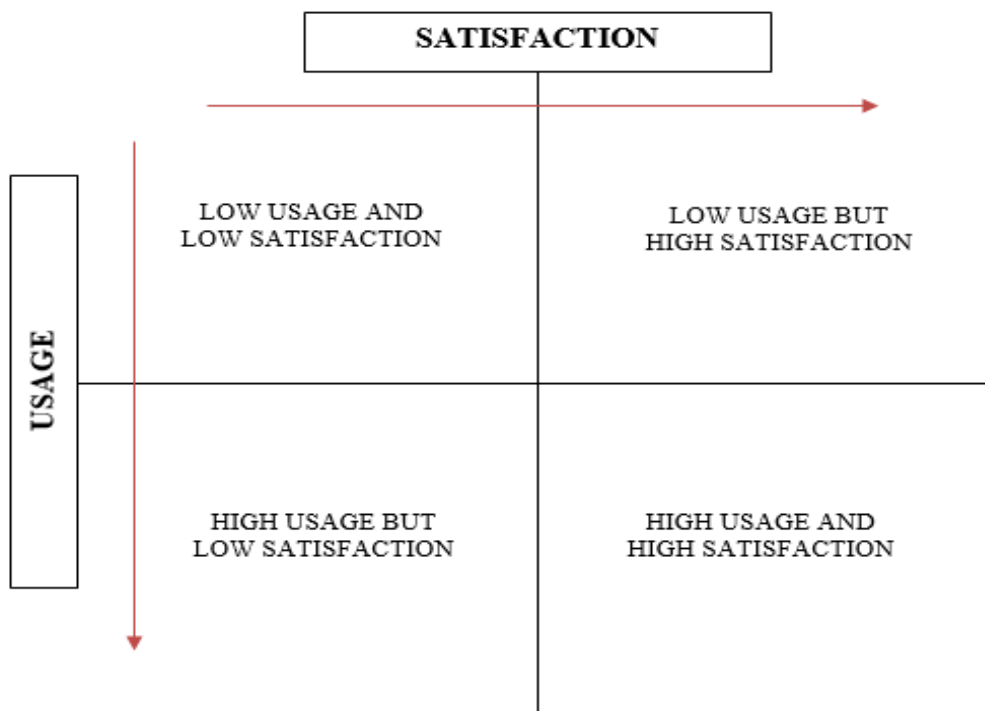 SATISFACTION
LOW USAGE AND
LOW SATISFACTION
LOW USAGE BUT
HIGH SATISFACTION
USAGE
HIGH USAGE BUT
LOW SATISFACTION
HIGH USAGE AND
HIGH SATISFACTION